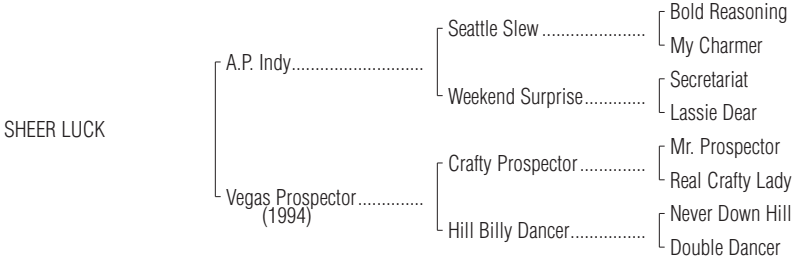 Bold Reasoning
Seattle Slew ......................
My Charmer
A.P. Indy.............................
Secretariat
Weekend Surprise.............
Lassie Dear
SHEER LUCK
Mr. Prospector
Crafty Prospector ..............
Real Crafty Lady
Vegas Prospector..............
(1994)
Never Down Hill
Hill Billy Dancer................
Double Dancer